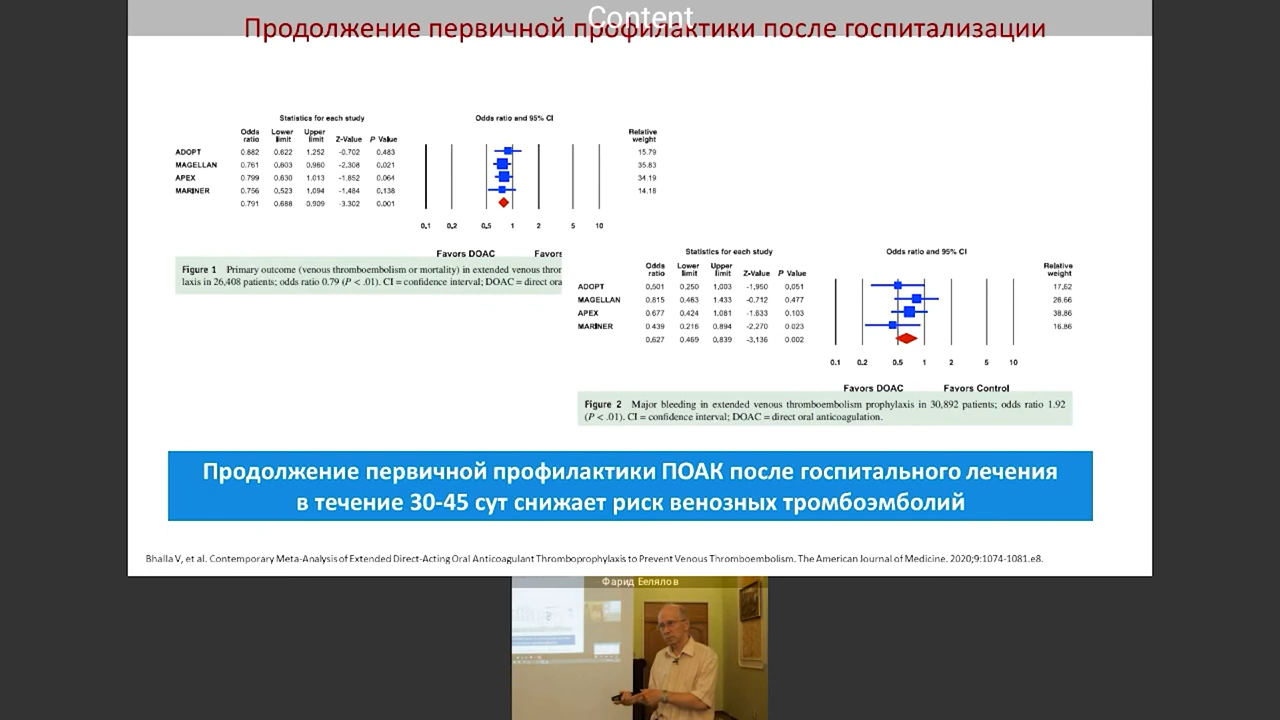 Content
Продолжение первичной профилактики после госпитализации
Statistics for each study
Odds ratio and 95% CI
Odds ratio Lower limit Upper limit Z-Value P Value
Relative weight
ADOPT 0,882 0,622 1,252 -0,702 0,483 15.79
MAGELLAN 0,761 0,603 0,960 -2,308 0,021 35.83
APEX 0,799 0,630 1,013 -1,852 0,064 34.19
MARINER 0,756 0,523 1,094 -1,484 0,138 14.18
0,791 0,688 0,909 -3,302 0,001
0.1 0.2 0.5 1 2 5 10
Favors DOAC Favors
Figure 1 Primary outcome (venous thromboembolism or mortality) in extended venous thror
laxis in 26,408 patients; odds ratio 0.79 (P < .01). CI = confidence interval; DOAC = direct ora
Statistics for each study
Odds ratio and 95% CI
Odds ratio Lower limit Upper limit Z-Value P Value
Relative weight
ADOPT 0,501 0,250 1,003 -1,950 0,051 17,62
MAGELLAN 0,815 0,463 1,433 -0,712 0,477 26,66
APEX 0,677 0,424 1,081 -1,633 0,103 38,86
MARINER 0,439 0,216 0,894 -2,270 0,023 16,86
0,627 0,469 0,839 -3,136 0,002
0.1 0.2 0.5 1 2 5 10
Favors DOAC Favors Control
Figure 2 Major bleeding in extended venous thromboembolism prophylaxis in 30,892 patients; odds ratio 1.92
(P < .01). CI = confidence interval; DOAC = direct oral anticoagulation.
Продолжение первичной профилактики ПОАК после госпитального лечения
в течение 30-45 сут снижает риск венозных тромбоэмболий
Bhalla V, et al. Contemporary Meta-Analysis of Extended Direct-Acting Oral Anticoagulant Thromboprophylaxis to Prevent Venous Thromboembolism. The American Journal of Medicine. 2020;9:1074-1081.e8.
Фарид Белялов